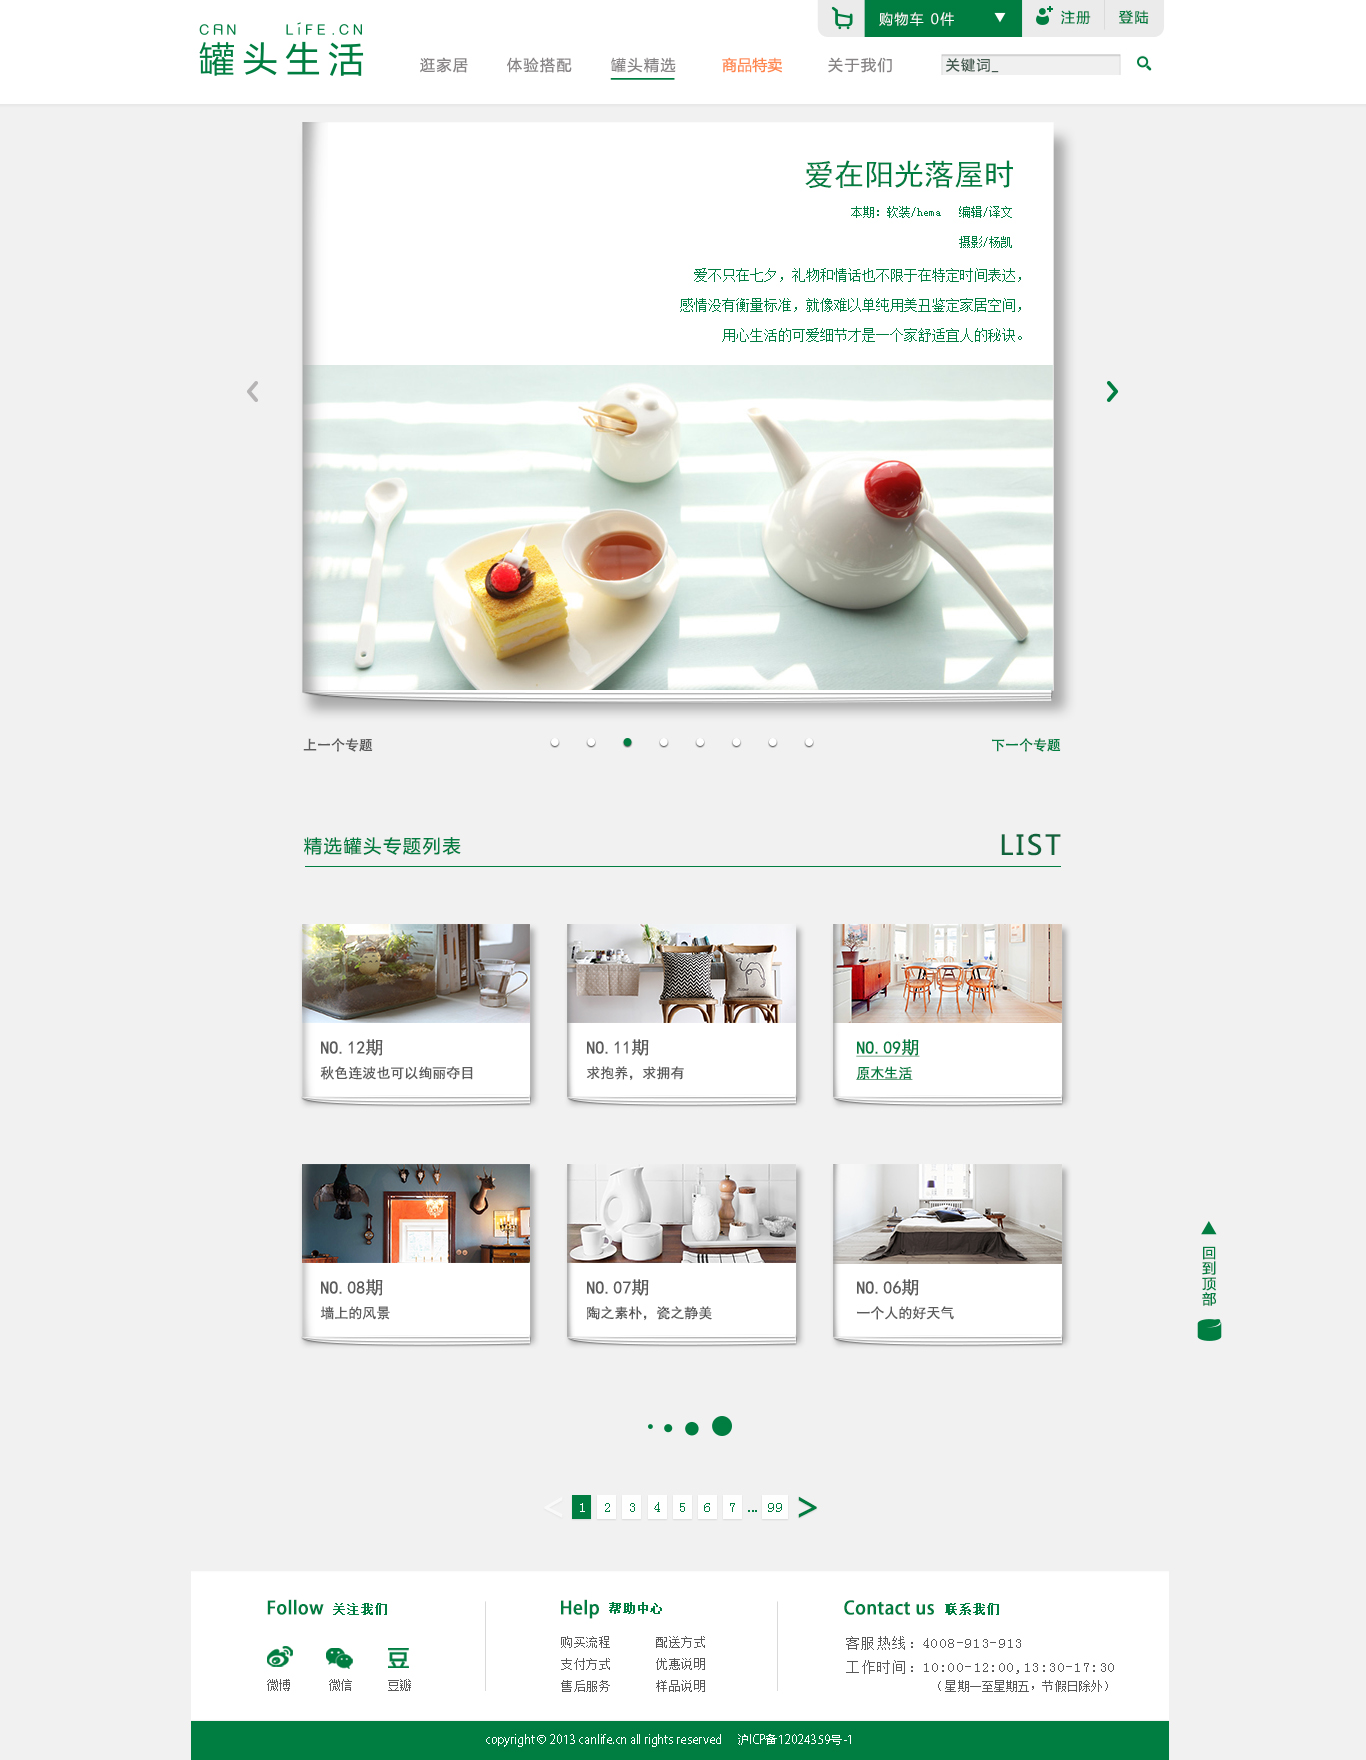 CAN LiFE.CN
罐头生活
购物车 0件
注册
登陆
逛家居
体验搭配
罐头精选
商品特卖
关于我们
关键词_
爱在阳光落屋时
本期：软装/hema 编辑/译文
摄影/杨凯
爱不只在七夕，礼物和情话也不限于在特定时间表达，
感情没有衡量标准，就像难以单纯用美丑鉴定家居空间，
用心生活的可爱细节才是一个家舒适宜人的秘诀。
上一个专题
下一个专题
精选罐头专题列表
LIST
NO. 12期
秋色连波也可以绚丽夺目
NO. 11期
求抱养，求拥有
NO. 09期
原木生活
NO. 08期
墙上的风景
NO. 07期
陶之素朴，瓷之静美
NO. 06期
一个人的好天气
回到顶部
< 1 2 3 4 5 6 7 ... 99 >
Follow 关注我们
微博
微信
豆
豆瓣
Help 帮助中心
购买流程 配送方式
支付方式 优惠说明
售后服务 样品说明
Contact us 联系我们
客服热线：4008-913-913
工作时间：10:00-12:00,13:30-17:30
（星期一至星期五，节假日除外）
copyright© 2013 canlife.cn all rights reserved 沪ICP备12024359号-1